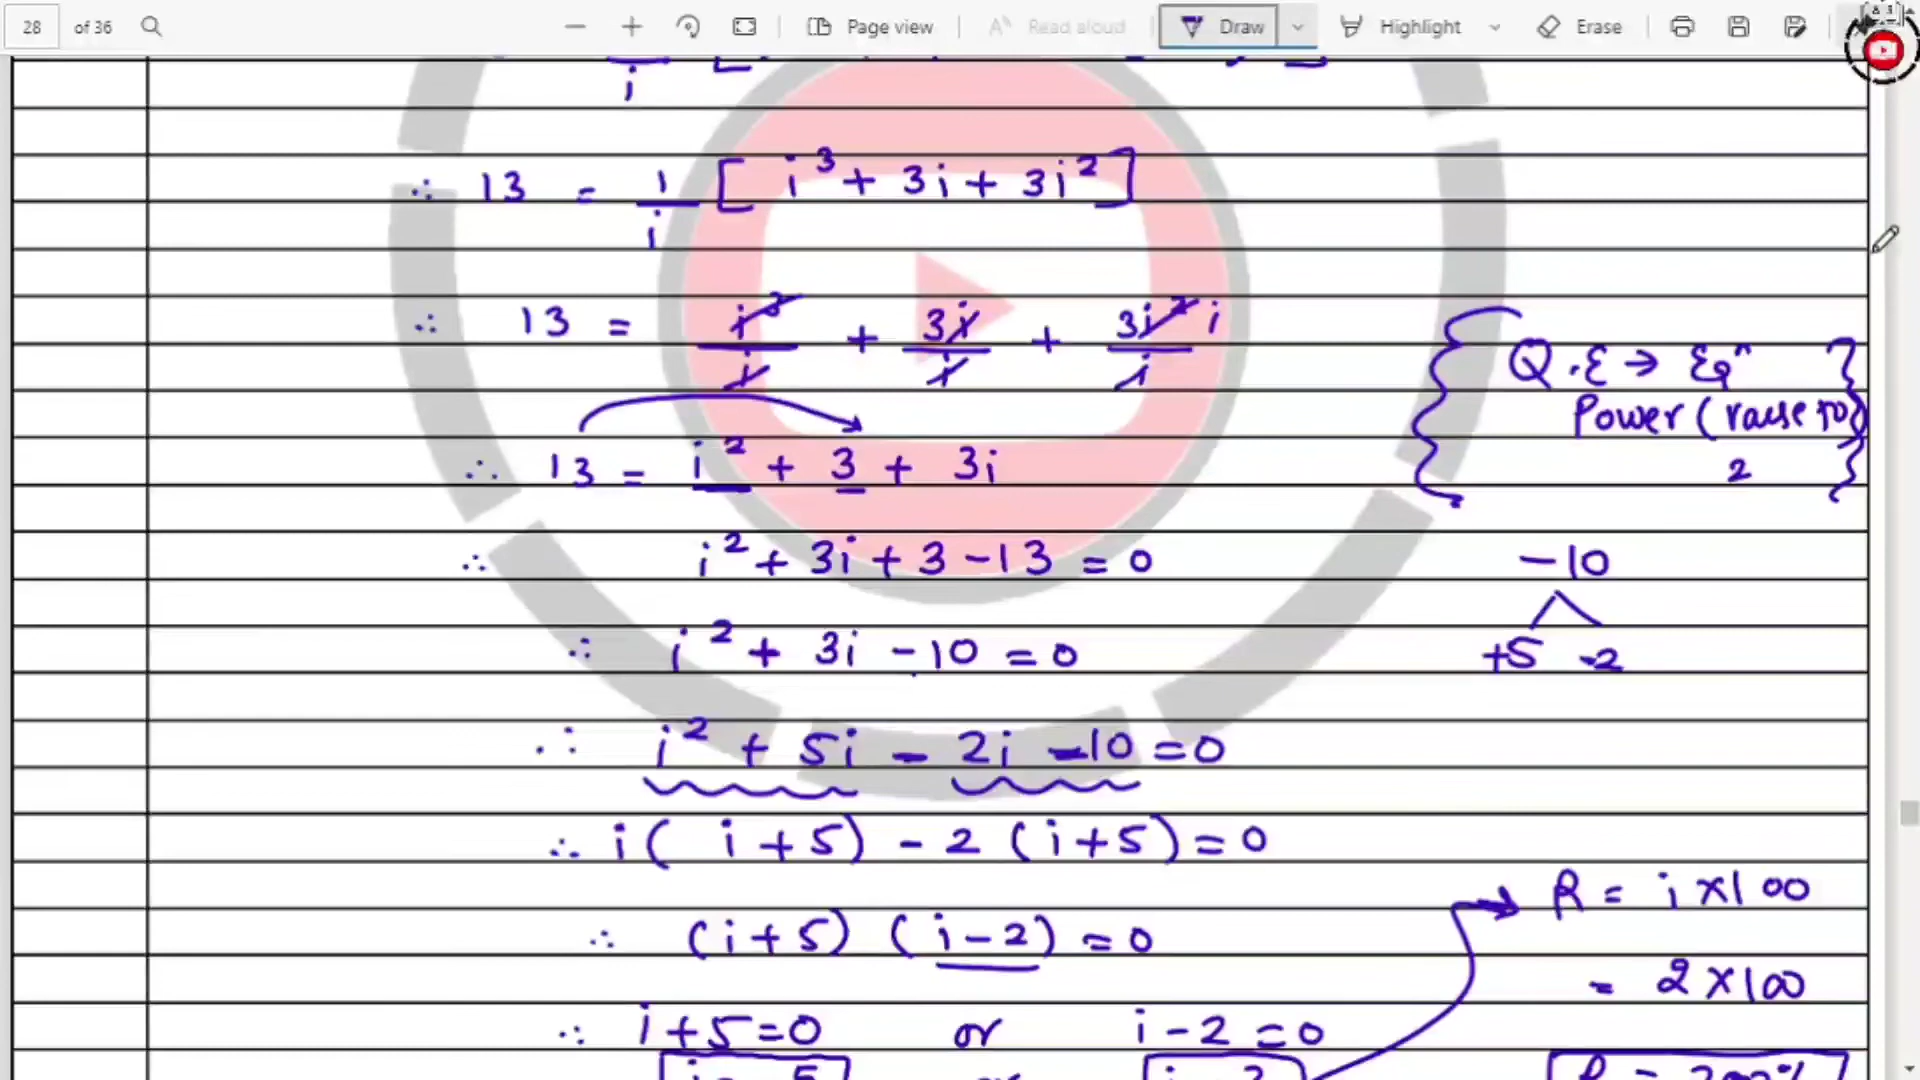 28 of 36 Page view Read aloud Draw Highlight Erase
i
∴ 13 = 1/i [ i³ + 3i + 3i² ]
∴ 13 = i³/i + 3i/i + 3i²/i i
Q.E → Eqⁿ
Power (raise to)
2
∴ 13 = i² + 3 + 3i
∴ i² + 3i + 3 - 13 = 0
-10
+5 -2
∴ i² + 3i - 10 = 0
∴ i² + 5i - 2i - 10 = 0
∴ i ( i + 5) - 2 ( i + 5) = 0
R = i × 100
∴ (i + 5) (i - 2) = 0
= 2 × 100
∴ i + 5 = 0 or i - 2 = 0